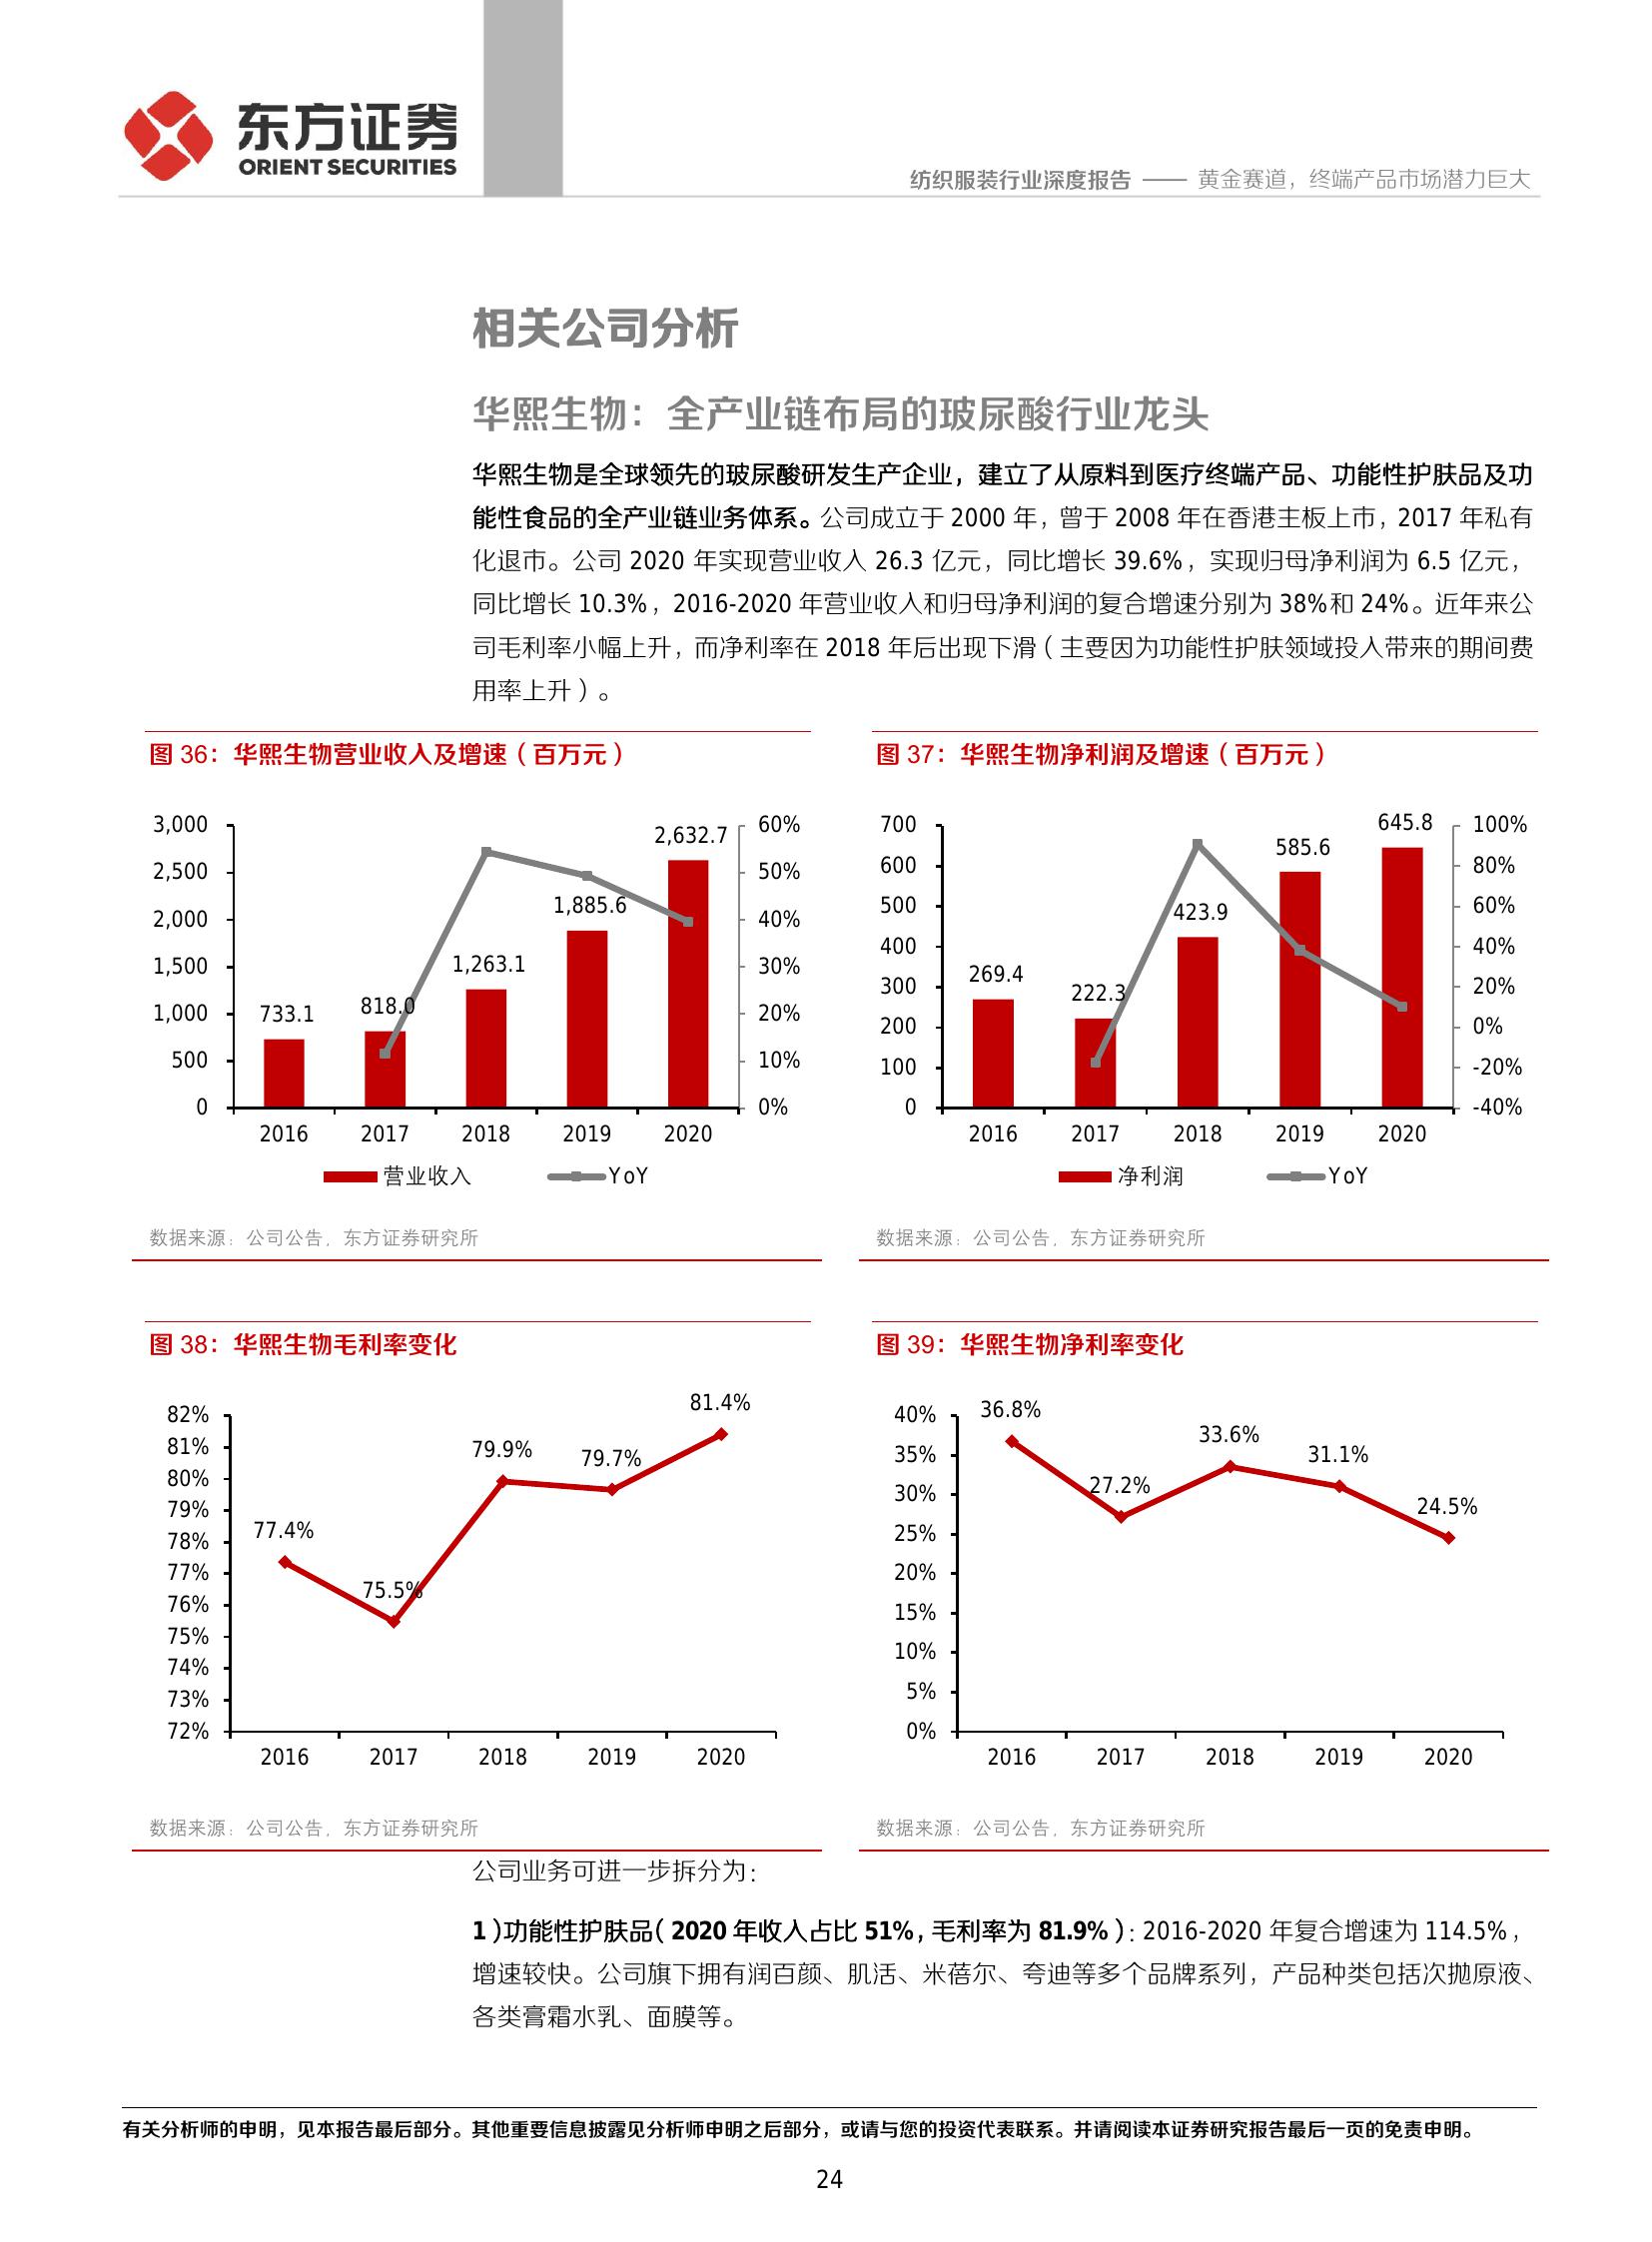 东方证券
ORIENT SECURITIES
纺织服装行业深度报告 —— 黄金赛道，终端产品市场潜力巨大
相关公司分析
华熙生物：全产业链布局的玻尿酸行业龙头
华熙生物是全球领先的玻尿酸研发生产企业，建立了从原料到医疗终端产品、功能性护肤品及功
能性食品的全产业链业务体系。公司成立于 2000 年，曾于 2008 年在香港主板上市，2017 年私有
化退市。公司 2020 年实现营业收入 26.3 亿元，同比增长 39.6%，实现归母净利润为 6.5 亿元，
同比增长 10.3%，2016-2020 年营业收入和归母净利润的复合增速分别为 38%和 24%。近年来公
司毛利率小幅上升，而净利率在 2018 年后出现下滑（主要因为功能性护肤领域投入带来的期间费
用率上升）。
图 36：华熙生物营业收入及增速（百万元）
3,000
2,500
2,000
1,500
1,000
500
0
60%
50%
40%
30%
20%
10%
0%
733.1
818.0
1,263.1
1,885.6
2,632.7
2016 2017 2018 2019 2020
营业收入 YoY
数据来源：公司公告，东方证券研究所
图 37：华熙生物净利润及增速（百万元）
700
600
500
400
300
200
100
0
100%
80%
60%
40%
20%
0%
-20%
-40%
269.4
222.3
423.9
585.6
645.8
2016 2017 2018 2019 2020
净利润 YoY
数据来源：公司公告，东方证券研究所
图 38：华熙生物毛利率变化
82%
81%
80%
79%
78%
77%
76%
75%
74%
73%
72%
77.4%
75.5%
79.9%
79.7%
81.4%
2016 2017 2018 2019 2020
数据来源：公司公告，东方证券研究所
图 39：华熙生物净利率变化
40%
35%
30%
25%
20%
15%
10%
5%
0%
36.8%
27.2%
33.6%
31.1%
24.5%
2016 2017 2018 2019 2020
数据来源：公司公告，东方证券研究所
公司业务可进一步拆分为：
1）功能性护肤品（2020 年收入占比 51%，毛利率为 81.9%）：2016-2020 年复合增速为 114.5%，
增速较快。公司旗下拥有润百颜、肌活、米蓓尔、夸迪等多个品牌系列，产品种类包括次抛原液、
各类膏霜水乳、面膜等。
有关分析师的申明，见本报告最后部分。其他重要信息披露见分析师申明之后部分，或请与您的投资代表联系。并请阅读本证券研究报告最后一页的免责申明。
24